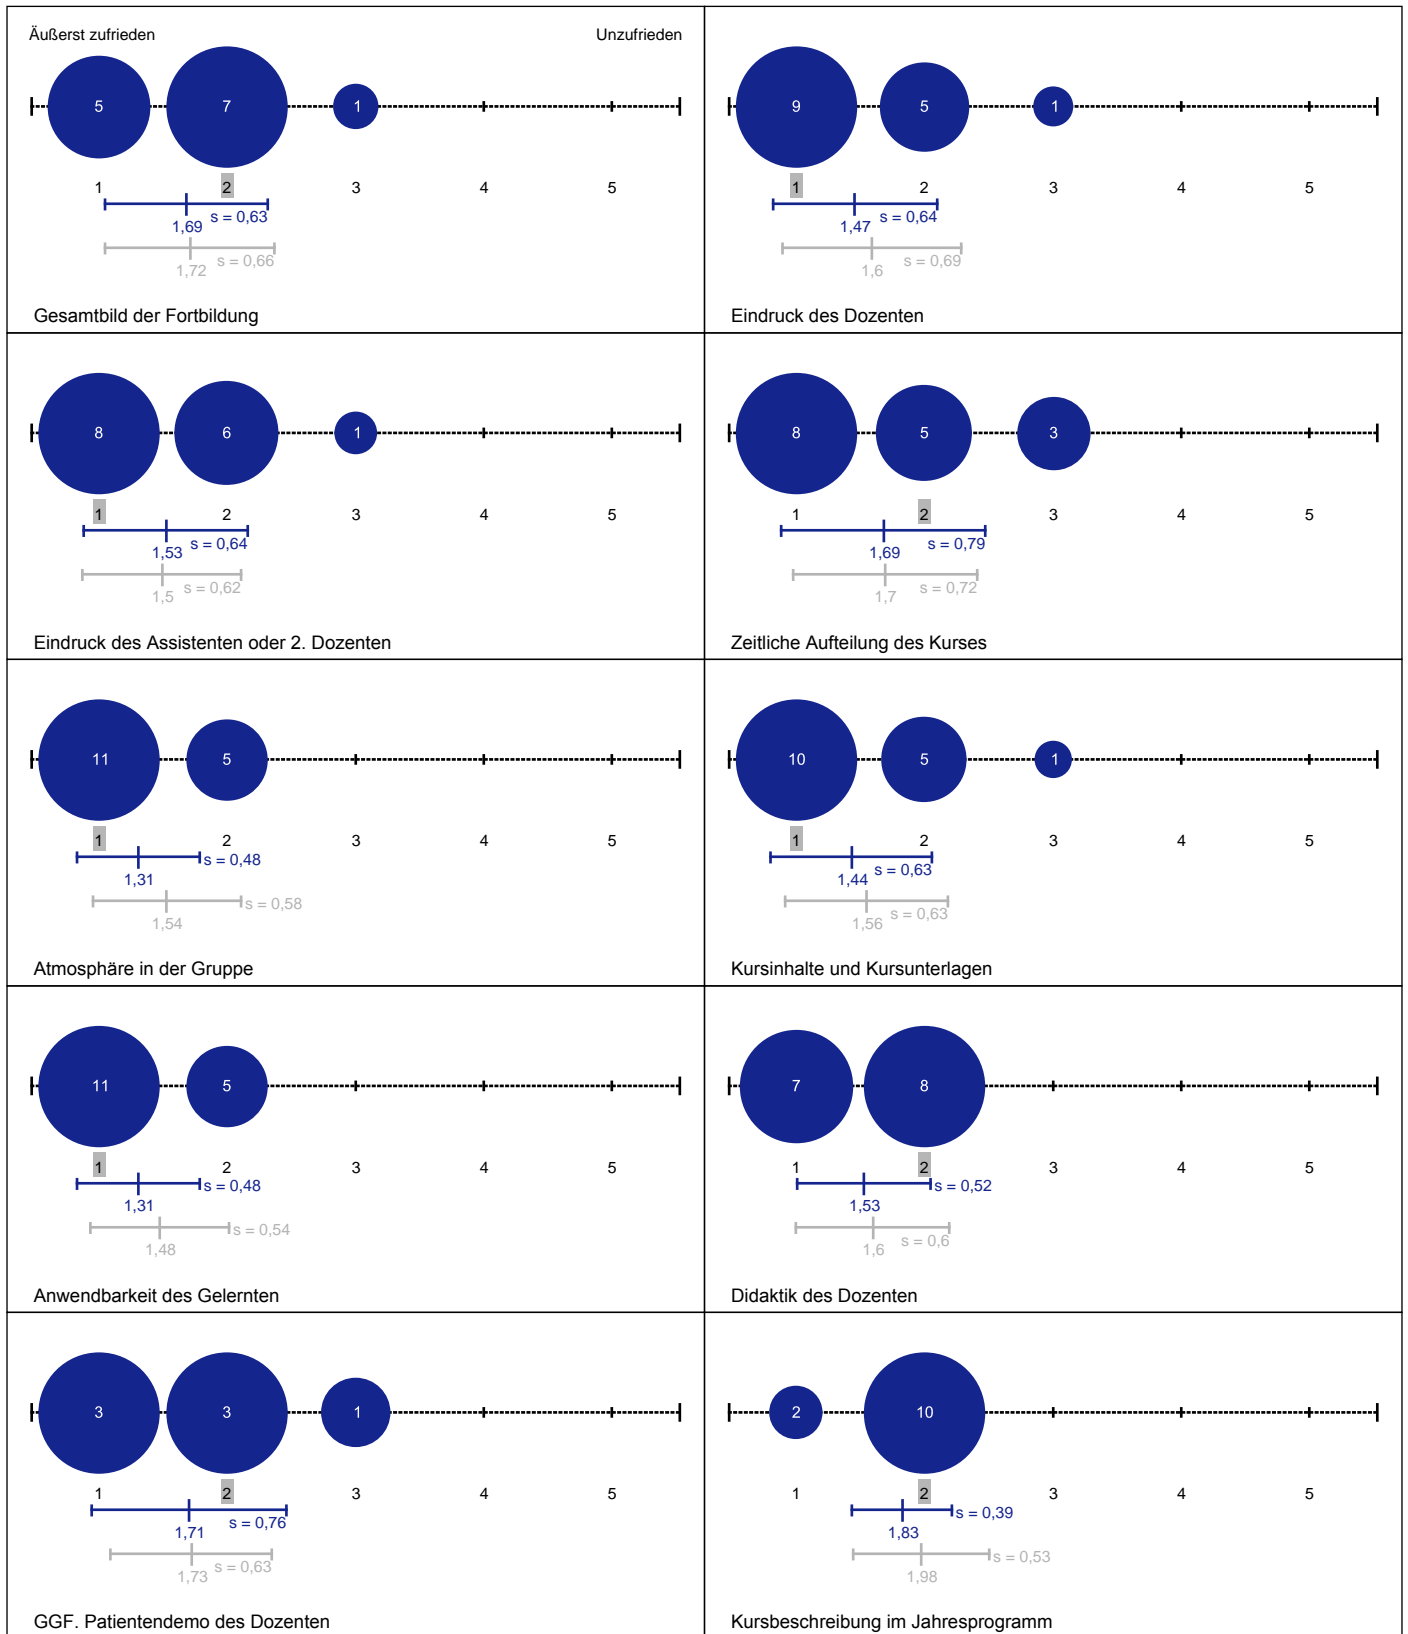 Äußerst zufrieden
Unzufrieden
5 7 1
1 2 3 4 5
s = 0,63
1,69
s = 0,66
1,72
Gesamtbild der Fortbildung
9 5 1
1 2 3 4 5
s = 0,64
1,47
s = 0,69
1,6
Eindruck des Dozenten
8 6 1
1 2 3 4 5
s = 0,64
1,53
s = 0,62
1,5
Eindruck des Assistenten oder 2. Dozenten
8 5 3
1 2 3 4 5
s = 0,79
1,69
s = 0,72
1,7
Zeitliche Aufteilung des Kurses
11 5
1 2 3 4 5
s = 0,48
1,31
s = 0,58
1,54
Atmosphäre in der Gruppe
10 5 1
1 2 3 4 5
s = 0,63
1,44
s = 0,63
1,56
Kursinhalte und Kursunterlagen
11 5
1 2 3 4 5
s = 0,48
1,31
s = 0,54
1,48
Anwendbarkeit des Gelernten
7 8
1 2 3 4 5
s = 0,52
1,53
s = 0,6
1,6
Didaktik des Dozenten
3 3 1
1 2 3 4 5
s = 0,76
1,71
s = 0,63
1,73
GGF. Patientendemo des Dozenten
2 10
1 2 3 4 5
s = 0,39
1,83
s = 0,53
1,98
Kursbeschreibung im Jahresprogramm